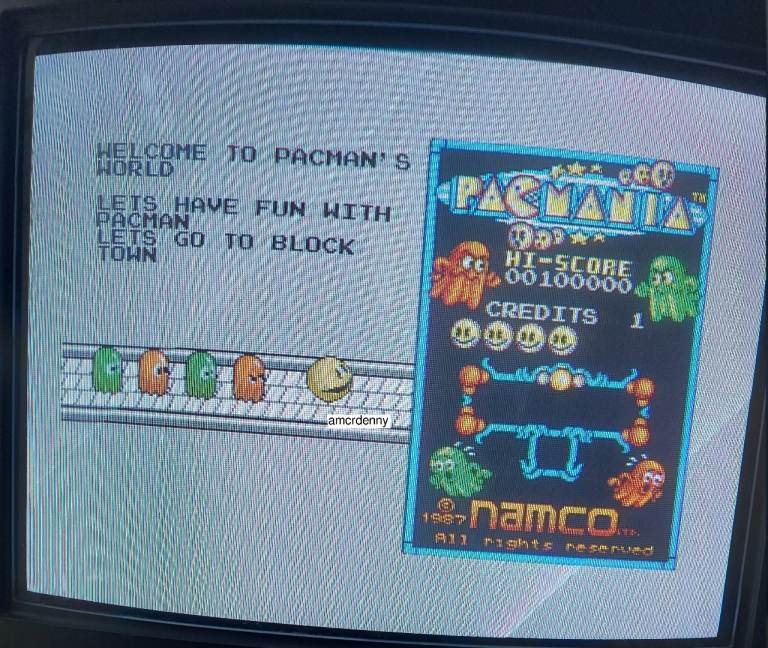 WELCOME TO PACMAN'S
WORLD
LETS HAVE FUN WITH
PACMAN
LETS GO TO BLOCK
TOWN
amcrdenny
PACMANIA TM
HI-SCORE
00100000
CREDITS 1
© 1987 namco LTD.
All rights reserved